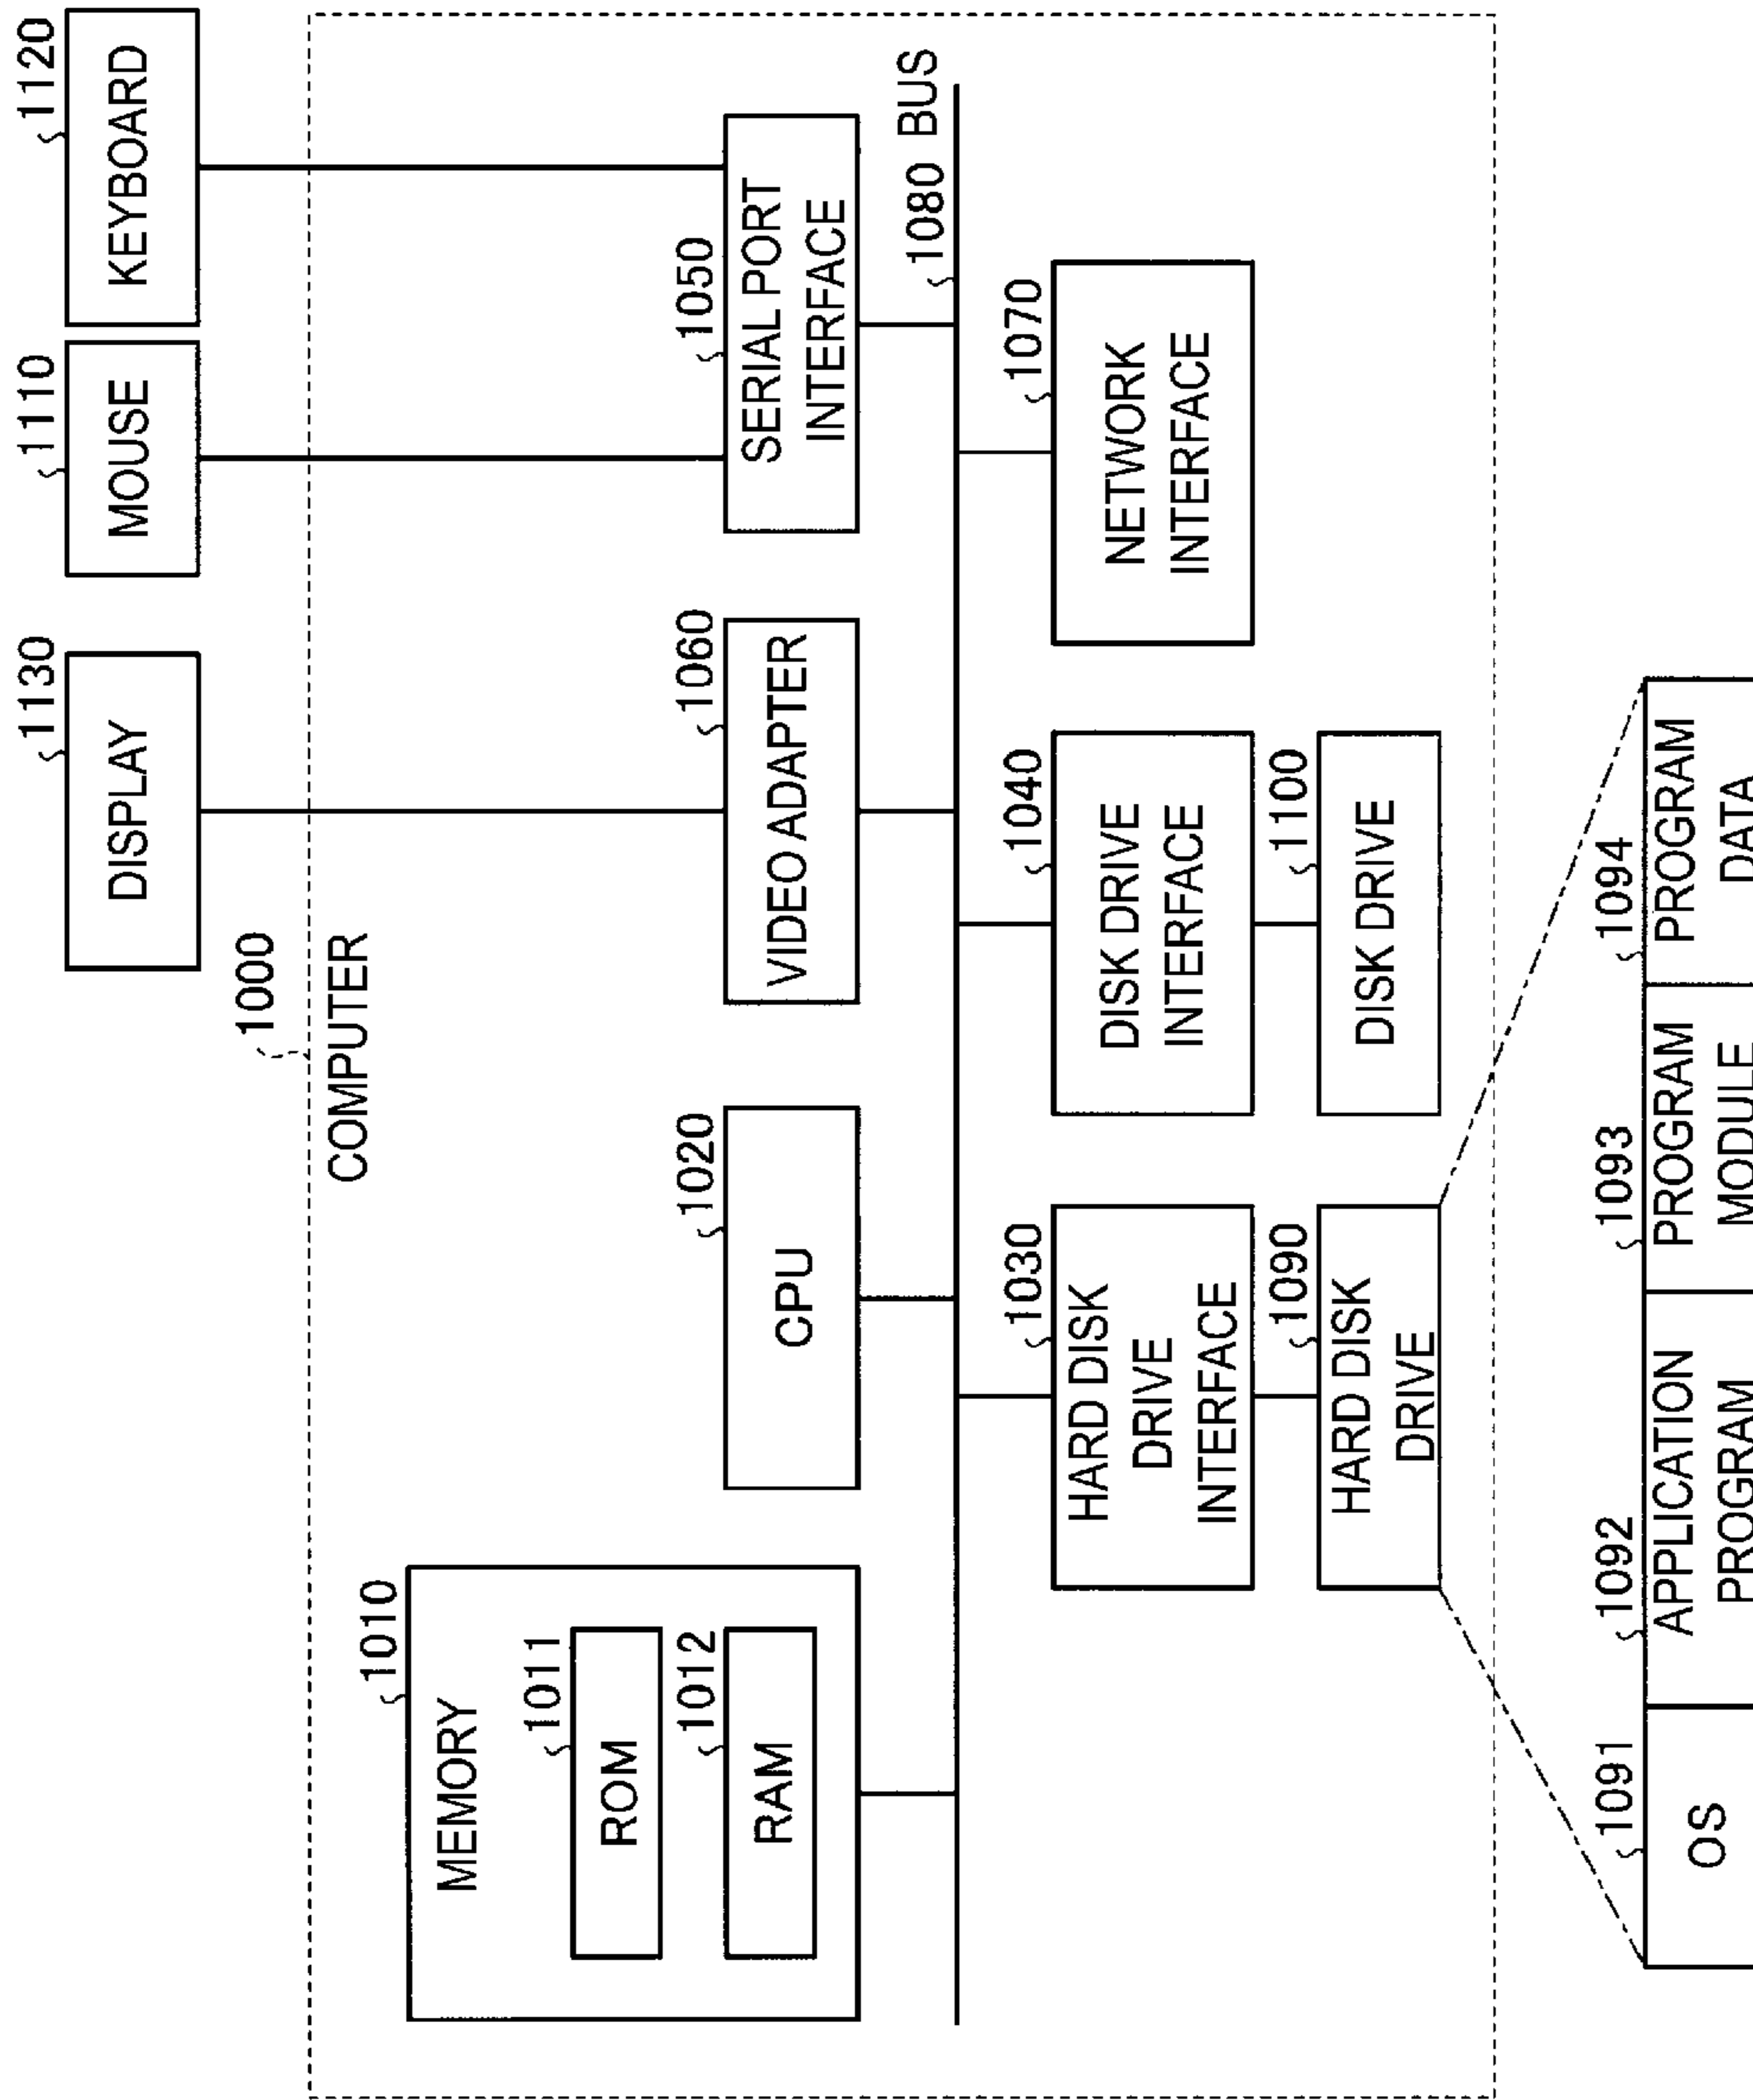 1130
DISPLAY
1110
MOUSE
1120
KEYBOARD
1000
COMPUTER
1010
MEMORY
1011
ROM
1012
RAM
1020
CPU
1060
VIDEO ADAPTER
1050
SERIAL PORT
INTERFACE
1080 BUS
1030
HARD DISK
DRIVE
INTERFACE
1040
DISK DRIVE
INTERFACE
1070
NETWORK
INTERFACE
1090
HARD DISK
DRIVE
1100
DISK DRIVE
1091
OS
1092
APPLICATION
PROGRAM
1093
PROGRAM
MODULE
1094
PROGRAM
DATA